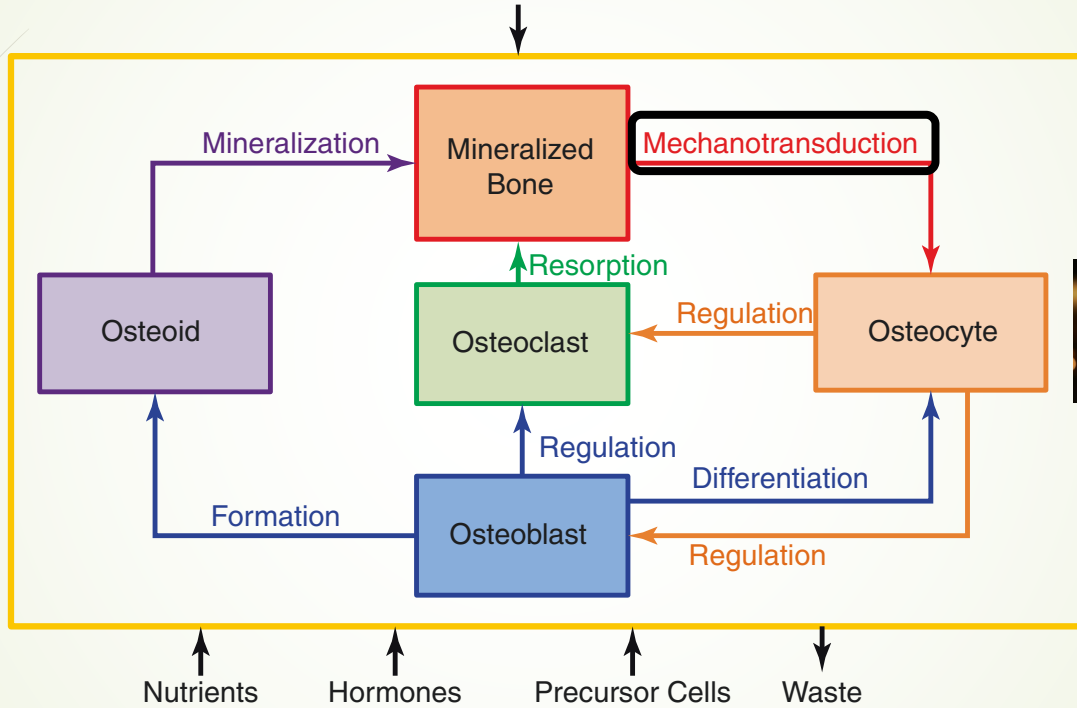 Mineralization
Mineralized
Bone
Mechanotransduction
Resorption
Osteoid
Osteoclast
Regulation
Osteocyte
Regulation
Differentiation
Formation
Osteoblast
Regulation
Nutrients
Hormones
Precursor Cells
Waste